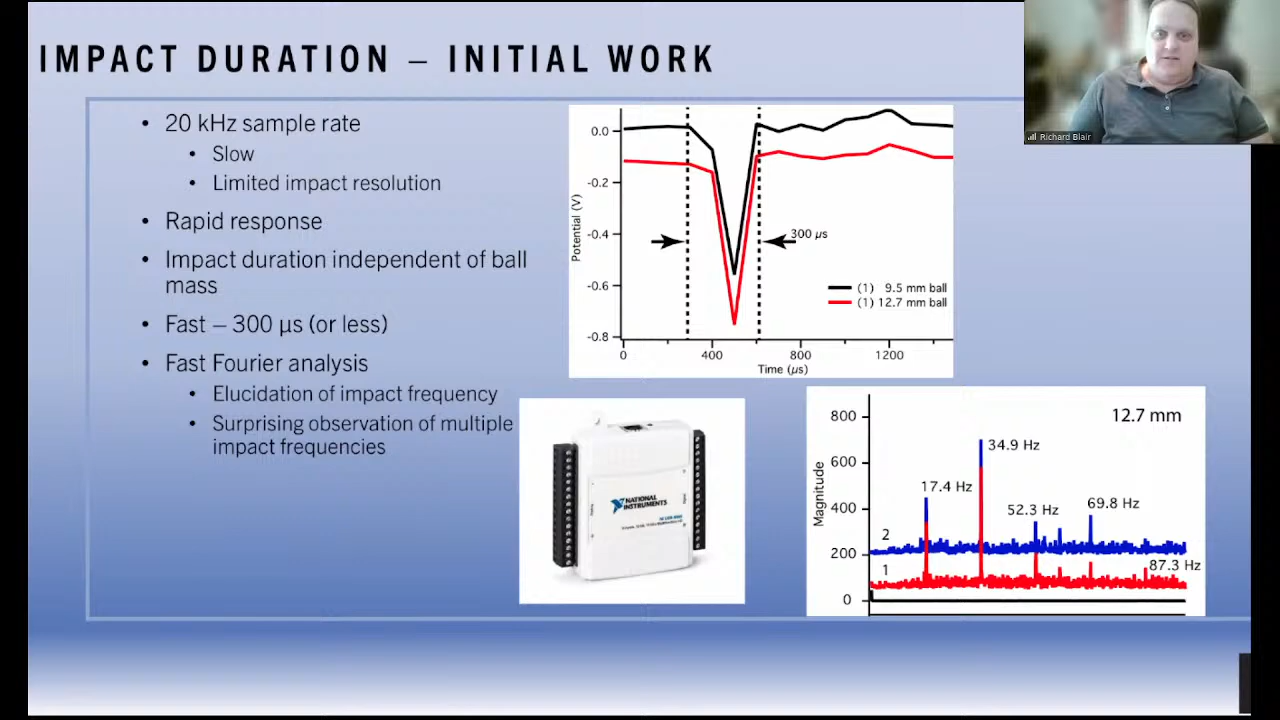 IMPACT DURATION – INITIAL WORK
Richard Blair
• 20 kHz sample rate
• Slow
• Limited impact resolution
• Rapid response
• Impact duration independent of ball
mass
• Fast – 300 µs (or less)
• Fast Fourier analysis
• Elucidation of impact frequency
• Surprising observation of multiple
impact frequencies
Potential (V)
0.0
-0.2
-0.4
-0.6
-0.8
300 µs
(1) 9.5 mm ball
(1) 12.7 mm ball
0 400 800 1200
Time (µs)
NATIONAL
INSTRUMENTS
Magnitude
800
600
400
200
0
12.7 mm
34.9 Hz
17.4 Hz
52.3 Hz
69.8 Hz
87.3 Hz
2
1